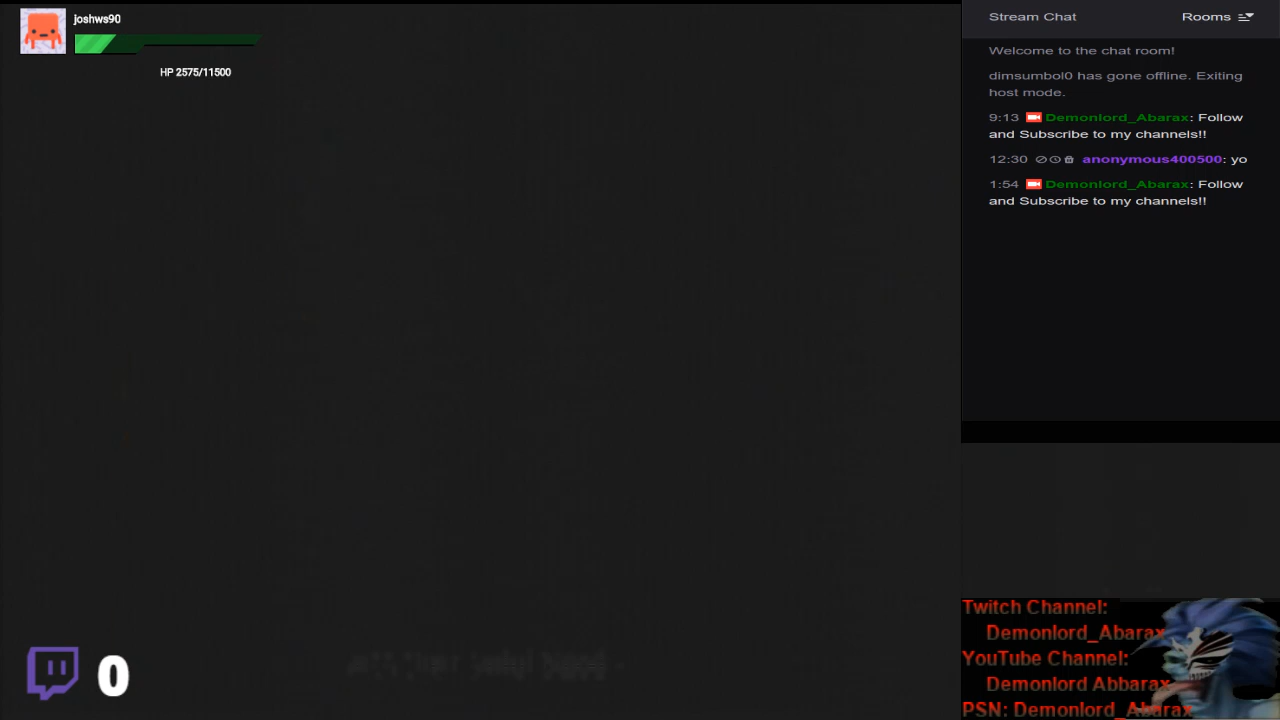 joshws90
HP 2575/11500
0
Stream Chat
Rooms
Welcome to the chat room!
dimsumbol0 has gone offline. Exiting
host mode.
9:13 Demonlord_Abarax: Follow
and Subscribe to my channels!!
12:30 anonymous400500: yo
1:54 Demonlord_Abarax: Follow
and Subscribe to my channels!!
Twitch Channel:
Demonlord_Abarax
YouTube Channel:
Demonlord Abbarax
PSN: Demonlord_Abarax